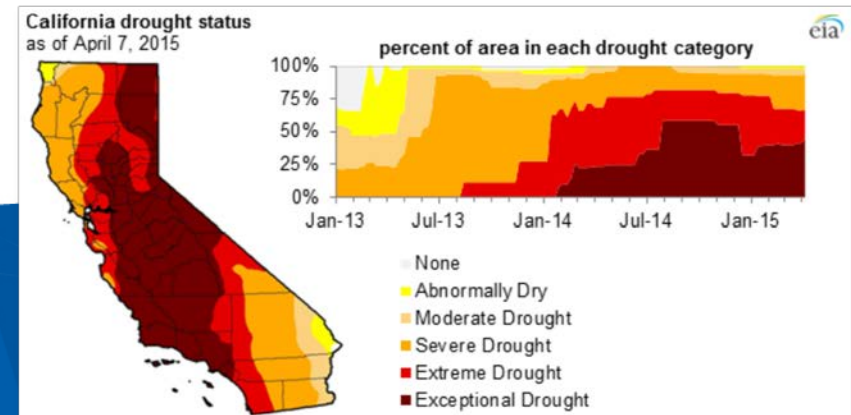 California drought status
as of April 7, 2015
eia
percent of area in each drought category
100%
75%
50%
25%
0%
Jan-13 Jul-13 Jan-14 Jul-14 Jan-15
None
Abnormally Dry
Moderate Drought
Severe Drought
Extreme Drought
Exceptional Drought